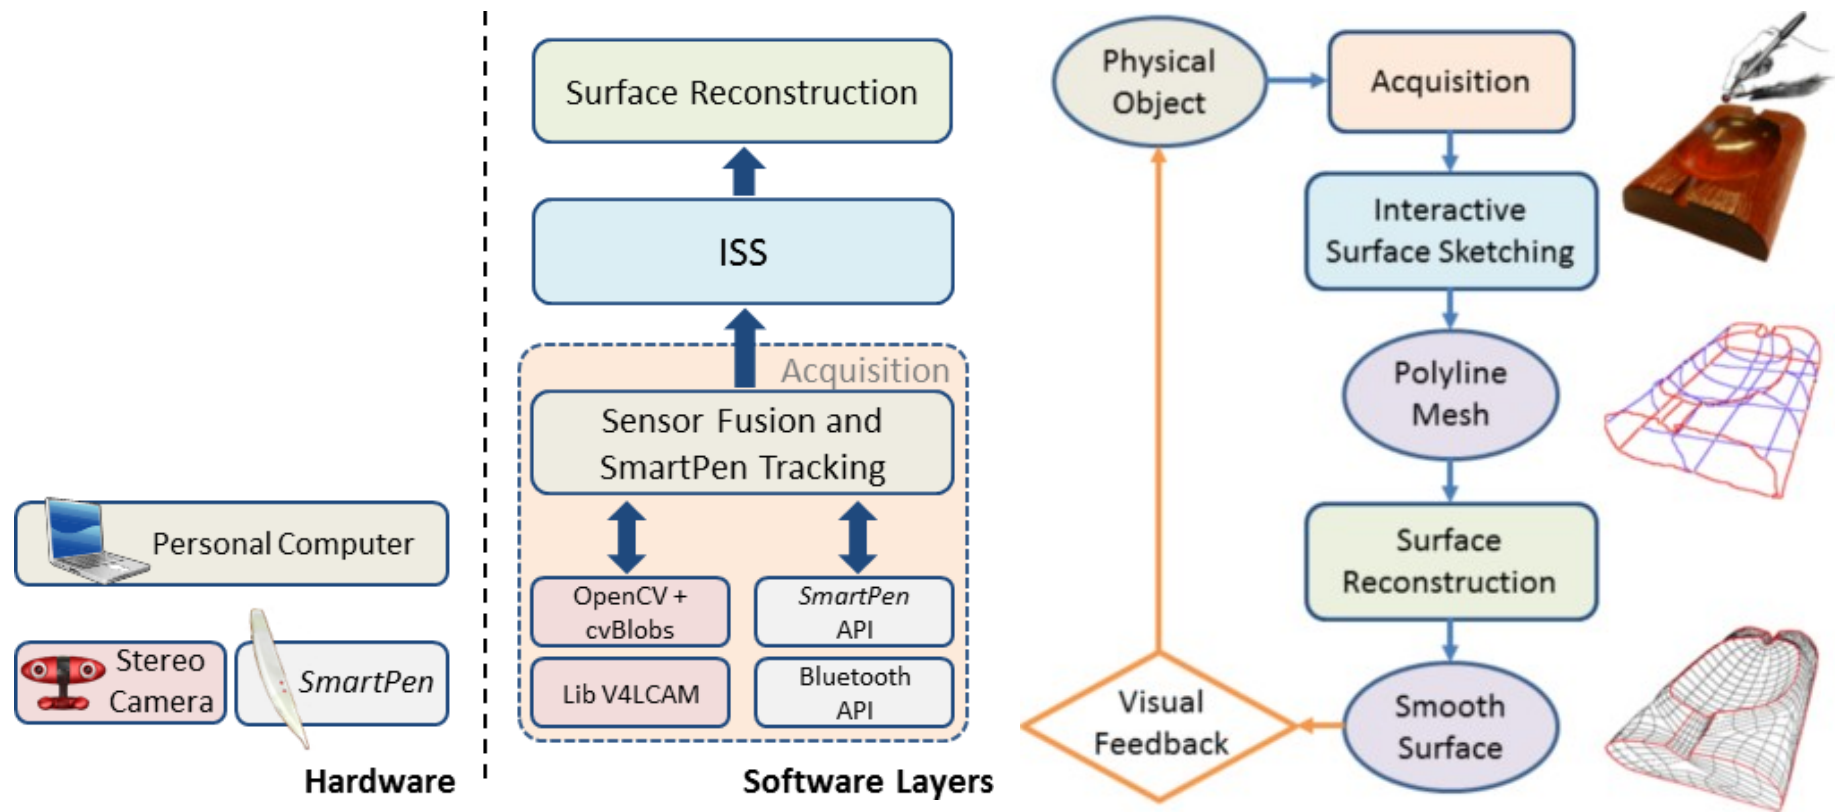 Personal Computer
Stereo
Camera
SmartPen
Hardware
Surface Reconstruction
ISS
Acquisition
Sensor Fusion and
SmartPen Tracking
OpenCV +
cvBlobs
SmartPen
API
Lib V4LCAM
Bluetooth
API
Software Layers
Physical
Object
Acquisition
Interactive
Surface Sketching
Polyline
Mesh
Surface
Reconstruction
Smooth
Surface
Visual
Feedback